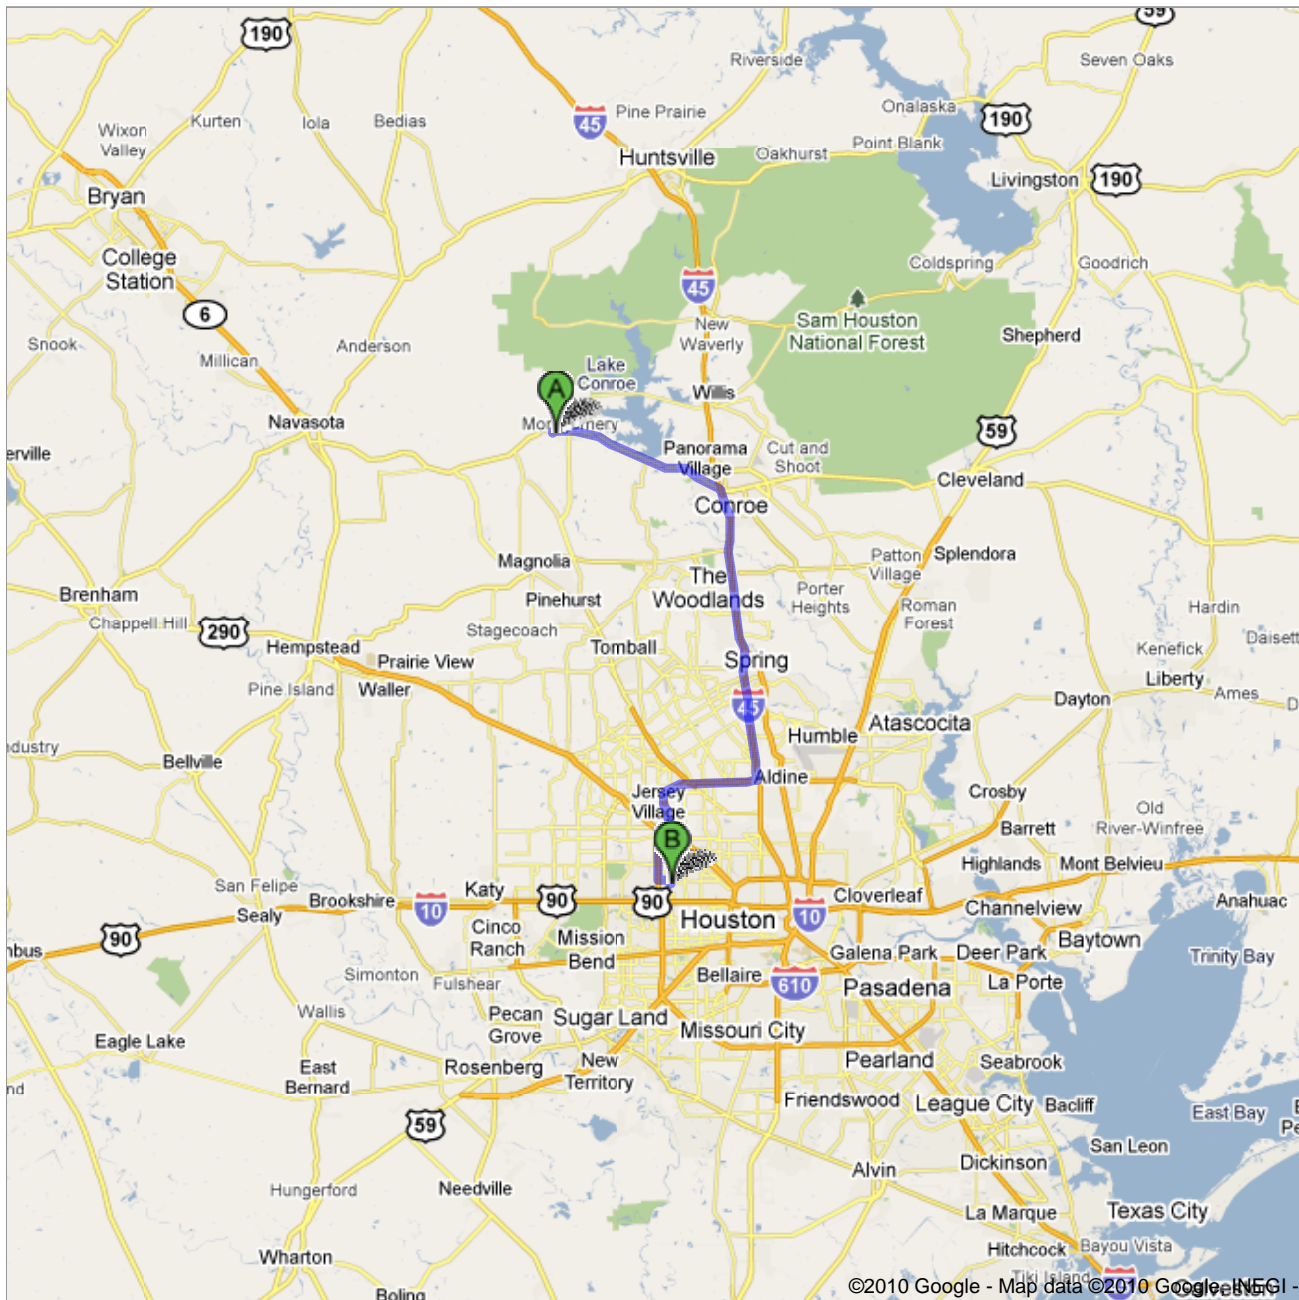 59
190
Riverside
Seven Oaks
45
Pine Prairie
Onalaska
190
Wixon
Valley
Kurten
Iola
Bedias
Point Blank
Huntsville
Oakhurst
Livingston
190
Bryan
College
Station
Coldspring
Goodrich
45
6
New
Waverly
Sam Houston
National Forest
Shepherd
Snook
Anderson
Millican
Lake
Conroe
A
Navasota
59
erville
Panorama
Village
Cut and
Shoot
Cleveland
Conroe
Magnolia
Patton
Village
Splendora
The
Woodlands
Brenham
Pinehurst
Porter
Heights
Roman
Forest
Hardin
Chappell Hill
290
Stagecoach
Daisett
Hempstead
Tomball
Kenefick
Prairie View
Spring
Liberty
Pine Island
Waller
Ames
Dayton
45
Atascocita
Humble
ndustry
Bellville
Aldine
Jersey
Village
Crosby
Old
River-Winfree
Barrett
B
Highlands
Mont Belvieu
San Felipe
Katy
Cloverleaf
Brookshire
10
90
90
Houston
10
Channelview
Anahuac
Sealy
Cinco
Ranch
Mission
Bend
90
nbus
Galena Park
Deer Park
Baytown
Trinity Bay
Simonton
Fulshear
Bellaire
610
Pasadena
La Porte
Wallis
Pecan
Grove
Sugar Land
Missouri City
Eagle Lake
East
Bernard
Rosenberg
New
Territory
Pearland
Seabrook
nd
Friendswood
League City
Bacliff
East Bay
59
San Leon
Alvin
Dickinson
Hungerford
Needville
La Marque
Texas City
Hitchcock
Bayou Vista
Wharton
Tiki Island
Boling
©2010 Google - Map data ©2010 Google, INEGI -